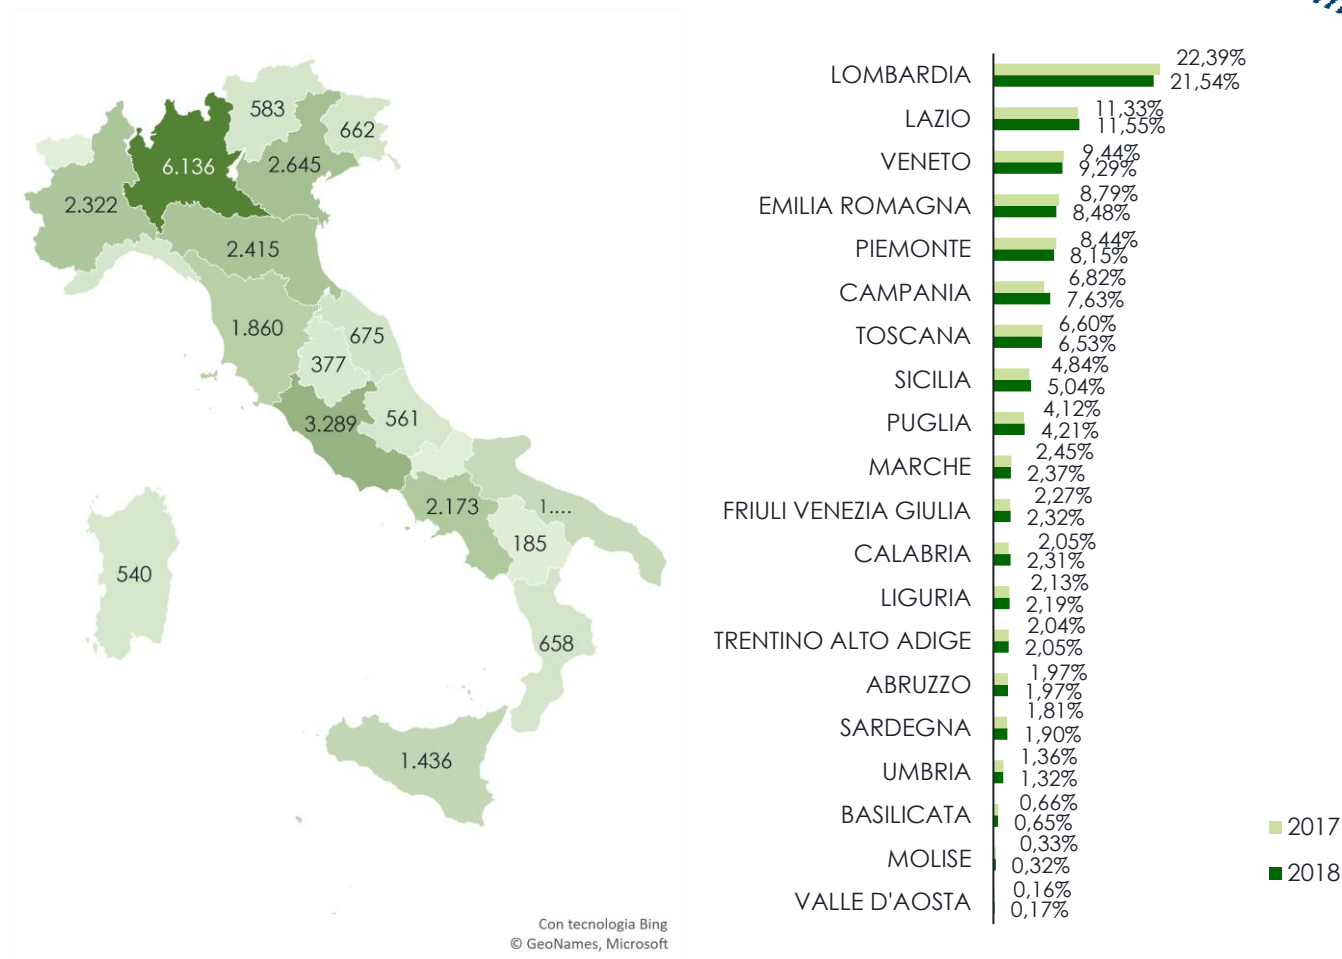 583
662
6.136
2.645
2.322
2.415
1.860
675
377
3.289
561
2.173
1....
185
540
658
1.436
Con tecnologia Bing
© GeoNames, Microsoft
LOMBARDIA
22,39%
21,54%
LAZIO
11,33%
11,55%
VENETO
9,44%
9,29%
EMILIA ROMAGNA
8,79%
8,48%
PIEMONTE
8,44%
8,15%
CAMPANIA
6,82%
7,63%
TOSCANA
6,60%
6,53%
SICILIA
4,84%
5,04%
PUGLIA
4,12%
4,21%
MARCHE
2,45%
2,37%
FRIULI VENEZIA GIULIA
2,27%
2,32%
CALABRIA
2,05%
2,31%
LIGURIA
2,13%
2,19%
TRENTINO ALTO ADIGE
2,04%
2,05%
ABRUZZO
1,97%
1,97%
SARDEGNA
1,81%
1,90%
UMBRIA
1,36%
1,32%
BASILICATA
0,66%
0,65%
MOLISE
0,33%
0,32%
VALLE D'AOSTA
0,16%
0,17%
2017
2018